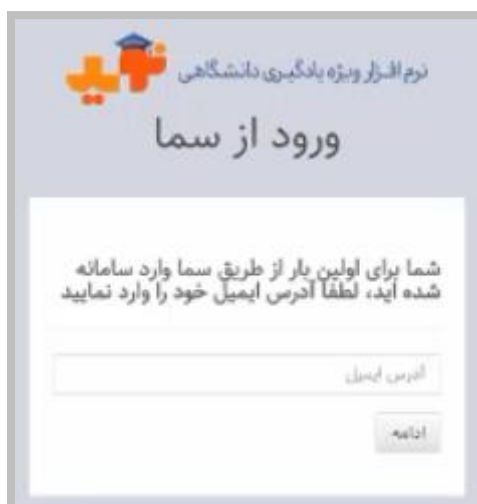 نرم افزار ویژه یادگیری دانشگاهی نوید
ورود از سما
شما برای اولین بار از طریق سما وارد سامانه
شده اید، لطفا آدرس ایمیل خود را وارد نمایید
آدرس ایمیل
ادامه